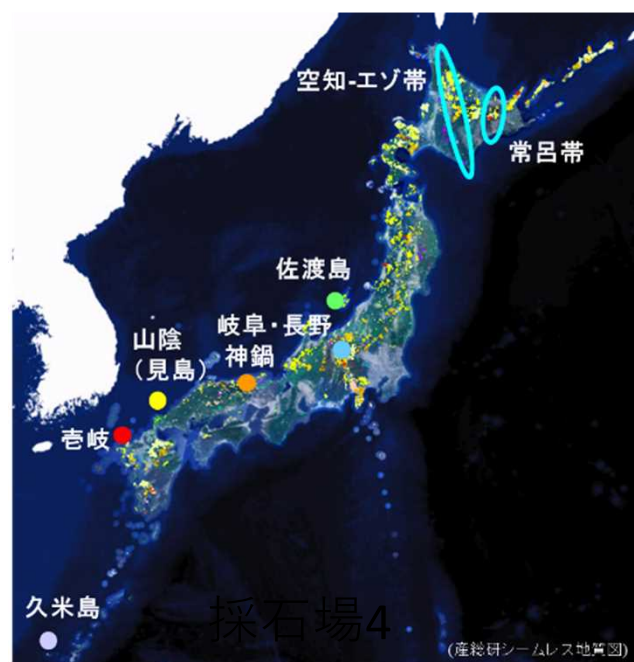 空知-エゾ帯
常呂帯
佐渡島
岐阜・長野
山陰
(見島)
神鍋
壱岐
久米島
採石場4
(産総研シームレス地質図)